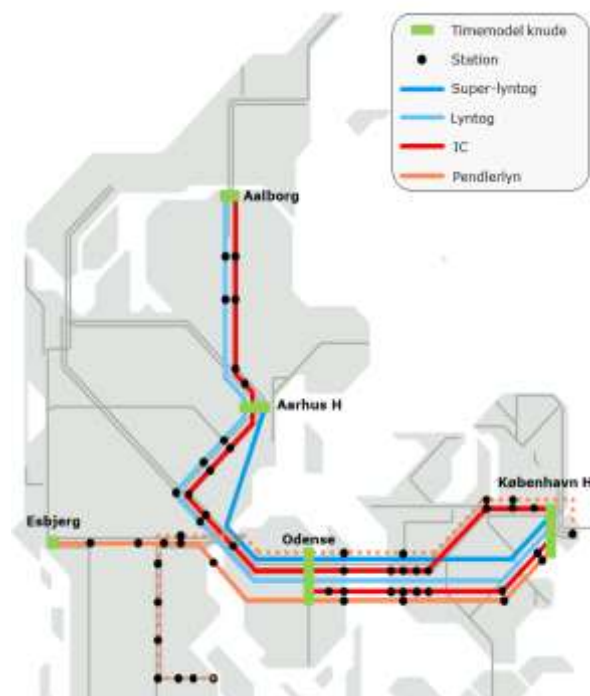 Timemodel knude
Station
Super-lyntog
Lyntog
IC
Pendlerlyn
Aalborg
Aarhus H
København H
Esbjerg
Odense